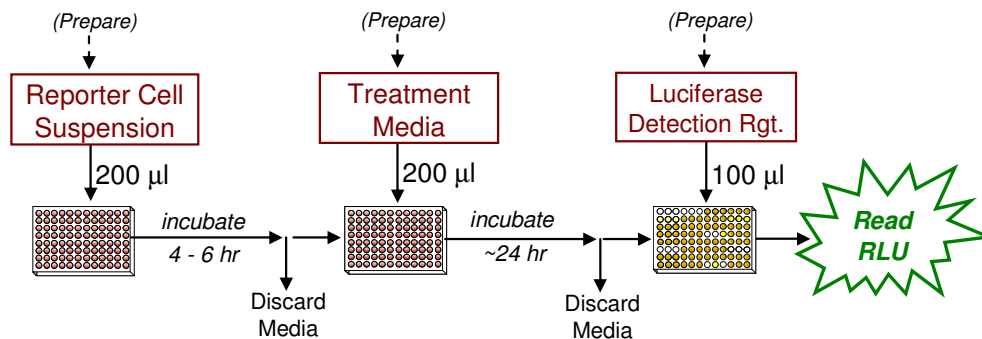 (Prepare)
(Prepare)
(Prepare)
Reporter Cell
Suspension
Treatment
Media
Luciferase
Detection Rgt.
200 µl
200 µl
100 µl
incubate
4 - 6 hr
incubate
~24 hr
Read
RLU
Discard
Media
Discard
Media